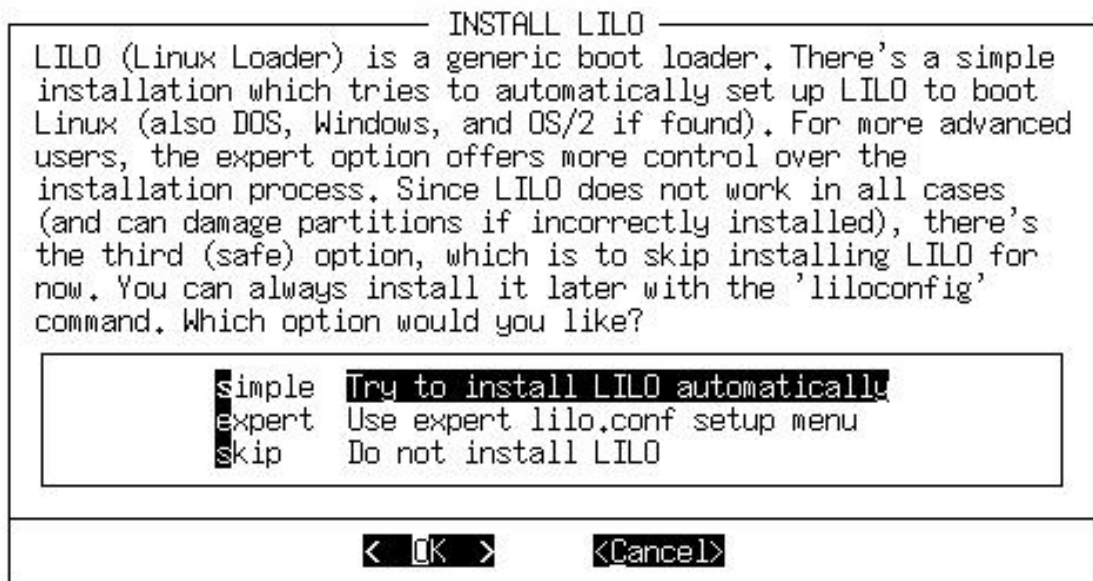 INSTALL LILO
LILO (Linux Loader) is a generic boot loader. There's a simple
installation which tries to automatically set up LILO to boot
Linux (also DOS, Windows, and OS/2 if found). For more advanced
users, the expert option offers more control over the
installation process. Since LILO does not work in all cases
(and can damage partitions if incorrectly installed), there's
the third (safe) option, which is to skip installing LILO for
now. You can always install it later with the 'liloconfig'
command. Which option would you like?
simple Try to install LILO automatically
expert Use expert lilo.conf setup menu
skip Do not install LILO
< OK > <Cancel>